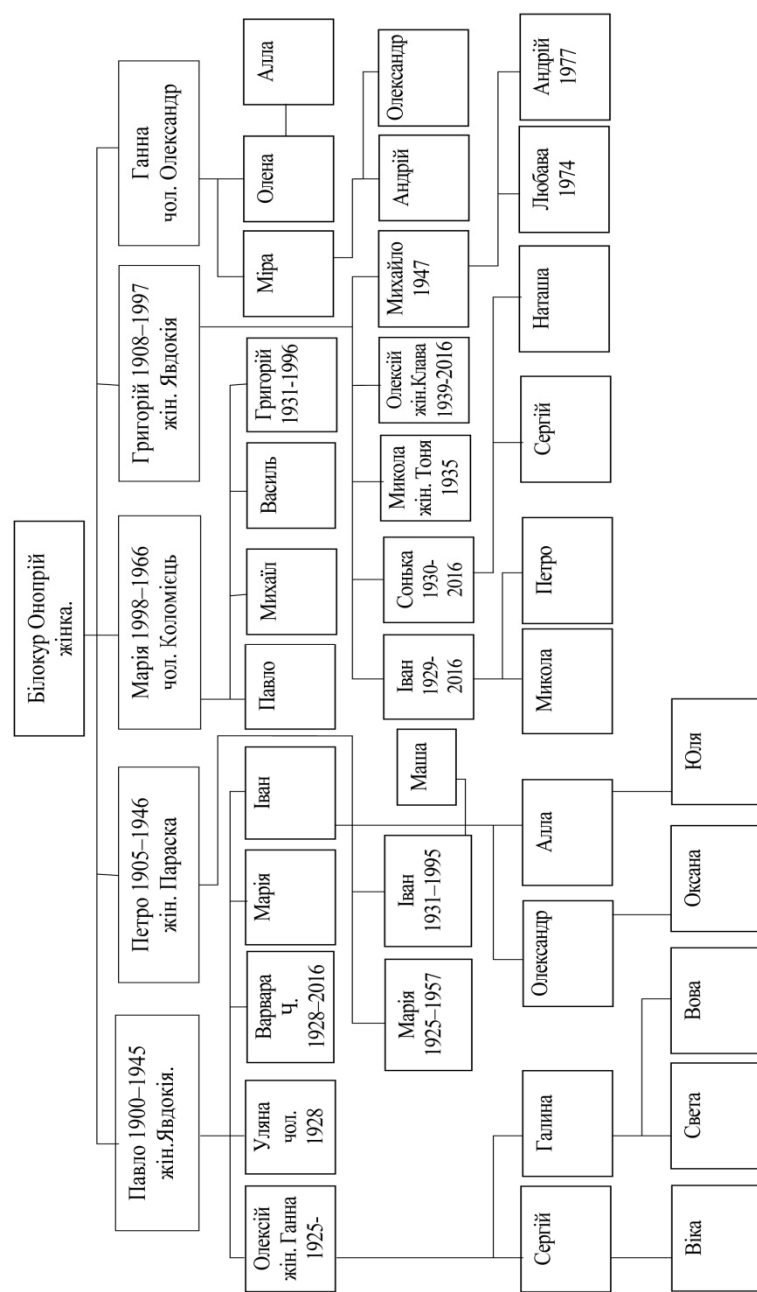 Білокур Онопрій
жінка.
Павло 1900–1945
жін.Явдокія.
Петро 1905–1946
жін. Параска
Марія 1998–1966
чол. Коломієць
Григорій 1908–1997
жін. Явдокія
Ганна
чол. Олександр
Олексій
жін. Ганна
1925-
Уляна
чол.
1928
Варвара
Ч.
1928–2016
Марія
Іван
Павло
Михаїл
Василь
Григорій
1931-1996
Міра
Олена
Алла
Марія
1925–1957
Іван
1931–1995
Маша
Іван
1929-
2016
Сонька
1930-
2016
Микола
жін. Тоня
1935
Олексій
жін.Клава
1939-2016
Михайло
1947
Андрій
Олександр
Сергій
Галина
Олександр
Алла
Микола
Петро
Сергій
Наташа
Любава
1974
Андрій
1977
Віка
Света
Вова
Оксана
Юля